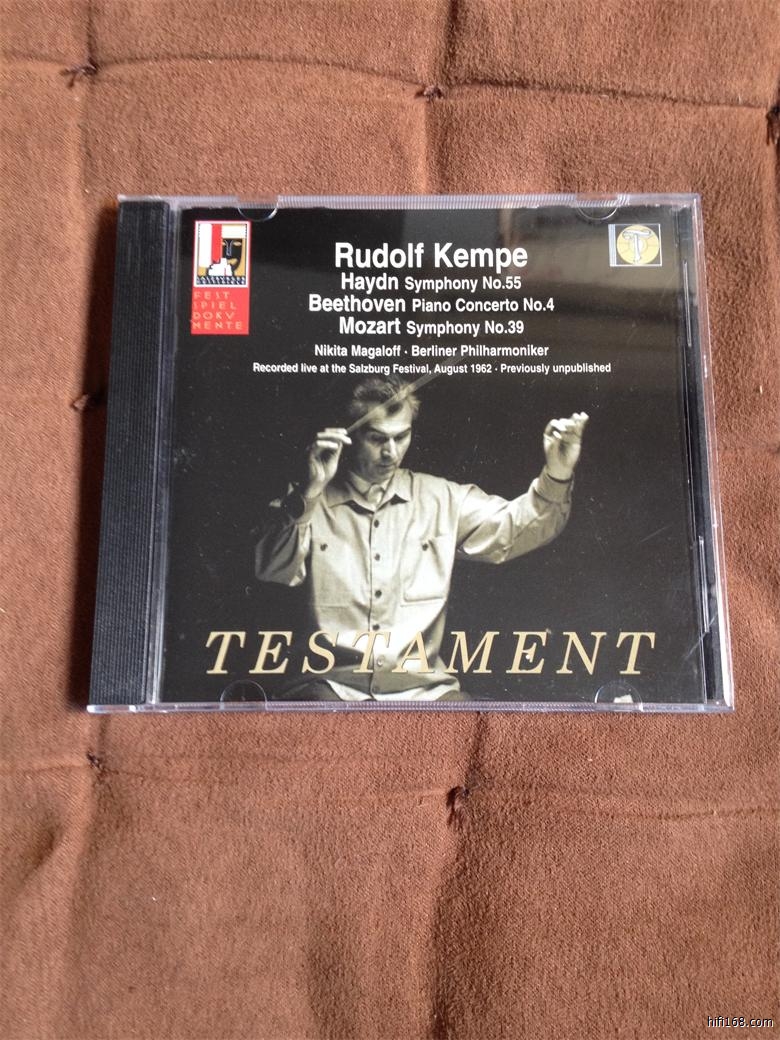 Rudolf Kempe
Haydn Symphony No.55
Beethoven Piano Concerto No.4
Mozart Symphony No.39
Nikita Magaloff · Berliner Philharmoniker
Recorded live at the Salzburg Festival, August 1962 · Previously unpublished
FEST
SPIEL
DOKU
MENTE
T
TESTAMENT
hifi168.com